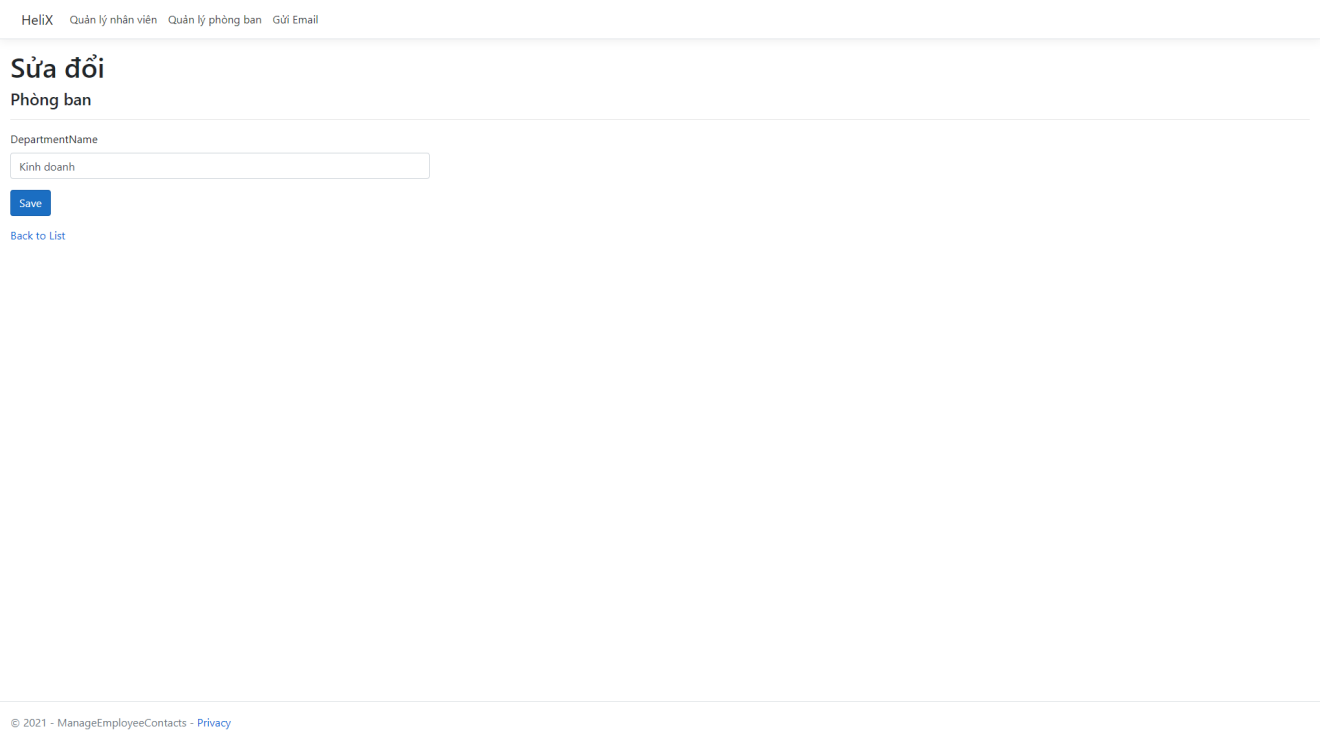 HeliX Quản lý nhân viên Quản lý phòng ban Gửi Email
Sửa đổi
Phòng ban
DepartmentName
Kinh doanh
Save
Back to List
© 2021 - ManageEmployeeContacts - Privacy